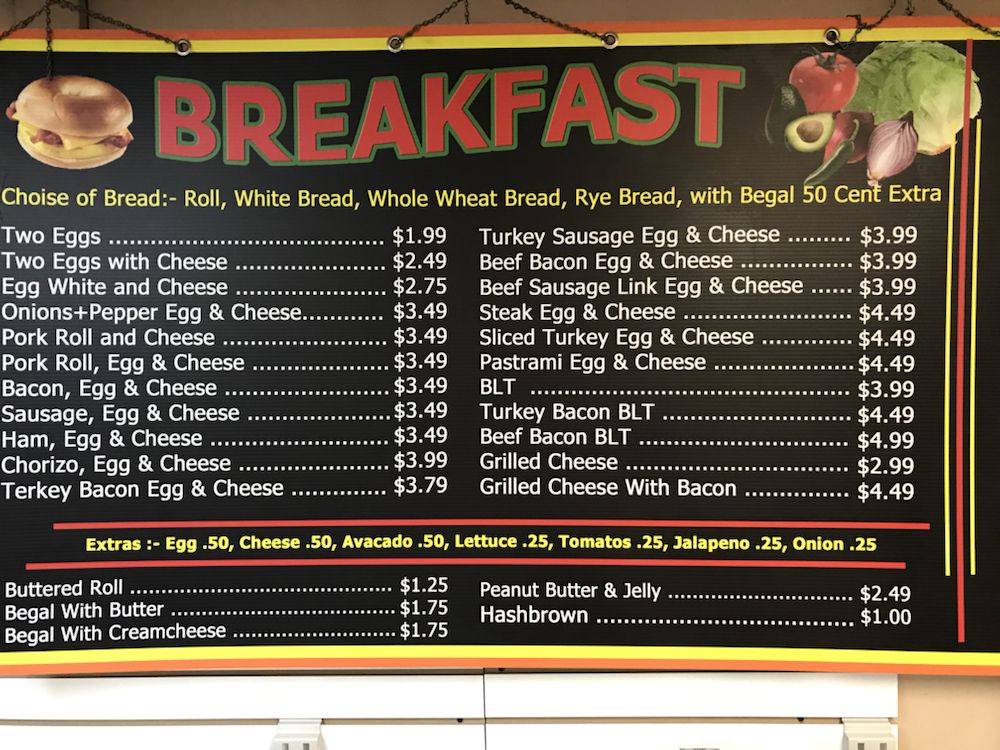 BREAKFAST
Choise of Bread:- Roll, White Bread, Whole Wheat Bread, Rye Bread, with Begal 50 Cent Extra
Two Eggs ........................................ $1.99
Two Eggs with Cheese ...................... $2.49
Egg White and Cheese ...................... $2.75
Onions+Pepper Egg & Cheese............ $3.49
Pork Roll and Cheese ........................ $3.49
Pork Roll, Egg & Cheese .................... $3.49
Bacon, Egg & Cheese ......................... $3.49
Sausage, Egg & Cheese ..................... $3.49
Ham, Egg & Cheese .......................... $3.49
Chorizo, Egg & Cheese ...................... $3.99
Terkey Bacon Egg & Cheese .............. $3.79
Turkey Sausage Egg & Cheese ......... $3.99
Beef Bacon Egg & Cheese ................ $3.99
Beef Sausage Link Egg & Cheese ...... $3.99
Steak Egg & Cheese ........................ $4.49
Sliced Turkey Egg & Cheese ............. $4.49
Pastrami Egg & Cheese .................... $4.49
BLT .............................................. $3.99
Turkey Bacon BLT ........................... $4.49
Beef Bacon BLT .............................. $4.99
Grilled Cheese ................................ $2.99
Grilled Cheese With Bacon ............... $4.49
Extras :- Egg .50, Cheese .50, Avacado .50, Lettuce .25, Tomatos .25, Jalapeno .25, Onion .25
Buttered Roll ........................................ $1.25
Begal With Butter .................................. $1.75
Begal With Creamcheese ......................... $1.75
Peanut Butter & Jelly ............................ $2.49
Hashbrown ...................................... $1.00